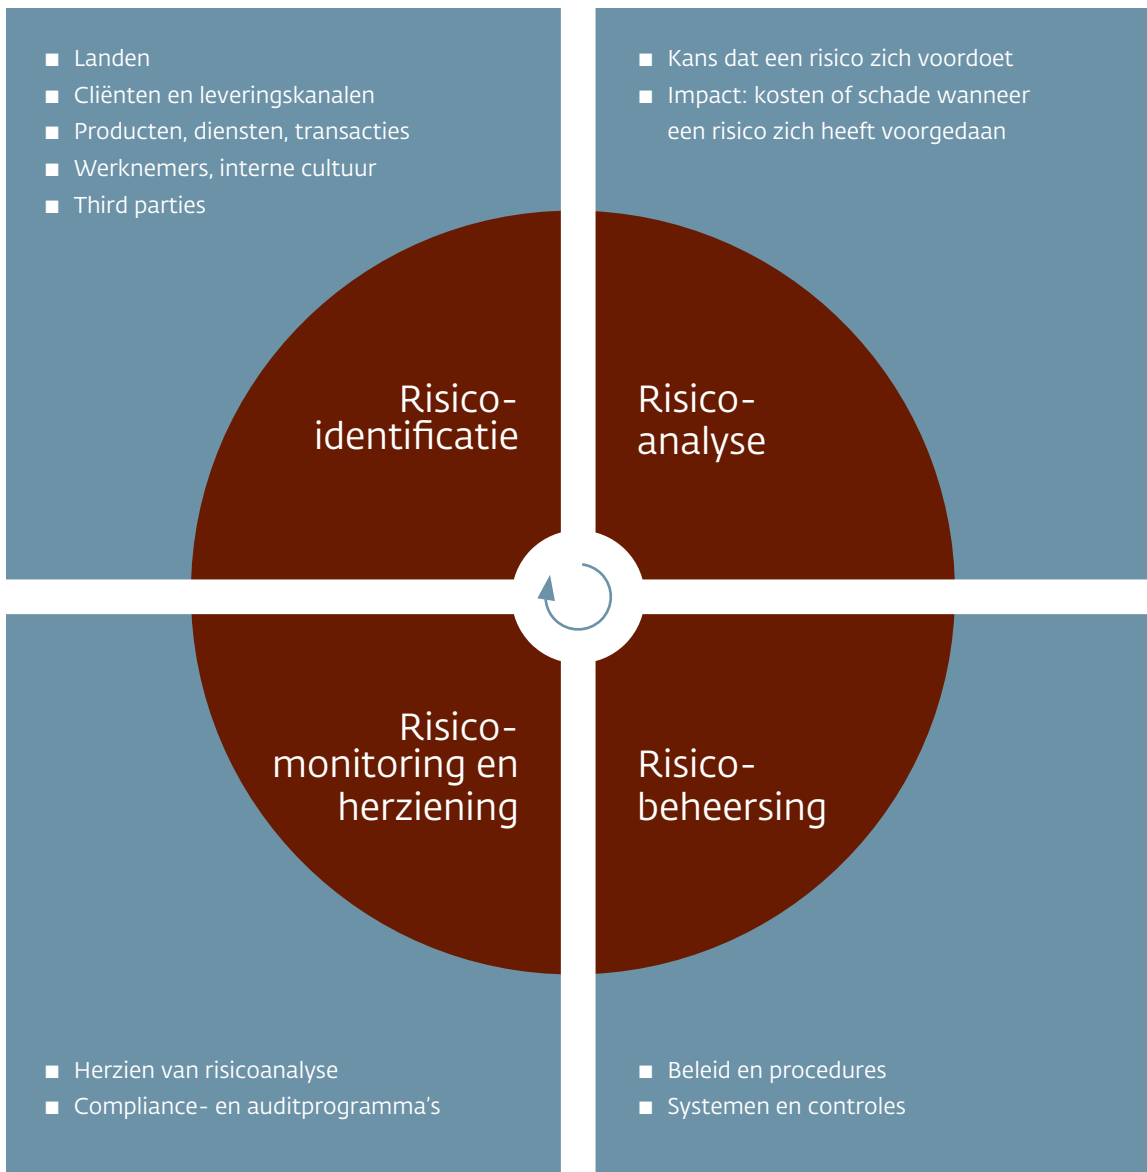 ■ Landen
■ Cliënten en leveringskanalen
■ Producten, diensten, transacties
■ Werknemers, interne cultuur
■ Third parties
■ Kans dat een risico zich voordoet
■ Impact: kosten of schade wanneer
een risico zich heeft voorgedaan
Risico-
identificatie
Risico-
analyse
Risico-
monitoring en
herziening
Risico-
beheersing
■ Herzien van risicoanalyse
■ Compliance- en auditprogramma’s
■ Beleid en procedures
■ Systemen en controles